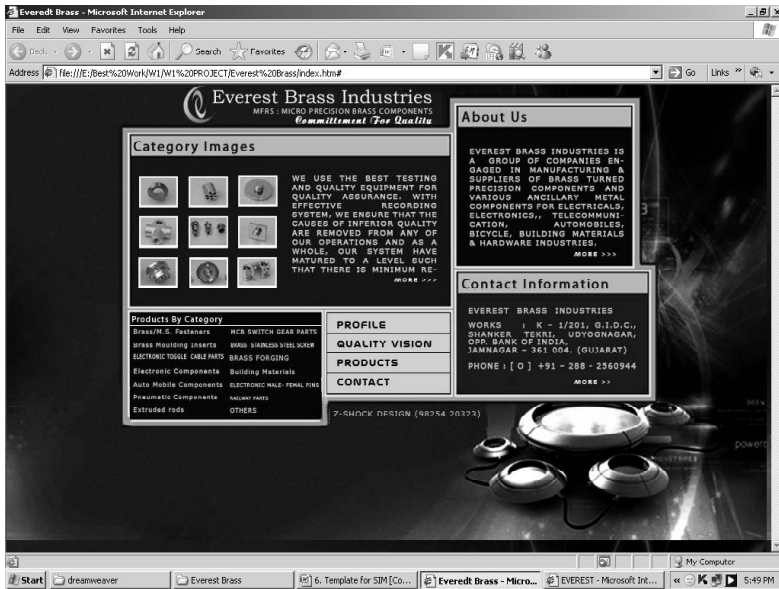 Everedt Brass - Microsoft Internet Explorer
File Edit View Favorites Tools Help
Back Search Favorites
Address file:///E:/Best%20Work/W1/W1%20PROJECT/Everest%20Brass/index.htm# Go Links »
Everest Brass Industries
MFRS : MICRO PRECISION BRASS COMPONENTS
Committement For Quality
Category Images
WE USE THE BEST TESTING
AND QUALITY EQUIPMENT FOR
QUALITY ASSURANCE. WITH
EFFECTIVE RECORDING
SYSTEM, WE ENSURE THAT THE
CAUSES OF INFERIOR QUALITY
ARE REMOVED FROM ANY OF
OUR OPERATIONS AND AS A
WHOLE, OUR SYSTEM HAVE
MATURED TO A LEVEL SUCH
THAT THERE IS MINIMUM RE-
MORE >>>
About Us
EVEREST BRASS INDUSTRIES IS
A GROUP OF COMPANIES EN-
GAGED IN MANUFACTURING &
SUPPLIERS OF BRASS TURNED
PRECISION COMPONENTS AND
VARIOUS ANCILLARY METAL
COMPONENTS FOR ELECTRICALS,
ELECTRONICS,, TELECOMMUNI-
CATION, AUTOMOBILES,
BICYCLE, BUILDING MATERIALS
& HARDWARE INDUSTRIES.
MORE >>>
Contact Information
EVEREST BRASS INDUSTRIES
WORKS : K - 1/201, G.I.D.C.,
SHANKER TEKRI, UDYOGNAGAR,
OPP. BANK OF INDIA,
JAMNAGAR - 361 004. (GUJARAT)
PHONE : [ O ] +91 - 288 - 2560944
MORE >>
Products By Category
Brass/M.S. Fasteners MCB SWITCH GEAR PARTS
Brass Moulding Inserts BRASS STAINLESS STEEL SCREW
ELECTRONIC TOGGLE CABLE PARTS BRASS FORGING
Electronic Components Building Materials
Auto Mobile Components ELECTRONIC MALE- FEMAL PINS
Pneumatic Components RAILWAY PARTS
Extruded rods OTHERS
PROFILE
QUALITY VISION
PRODUCTS
CONTACT
Z-SHOCK DESIGN (98254 20323)
My Computer
Start dreamweaver Everest Brass 6. Template for SIM [Co... Everedt Brass - Micro... EVEREST - Microsoft Int... « 5:49 PM